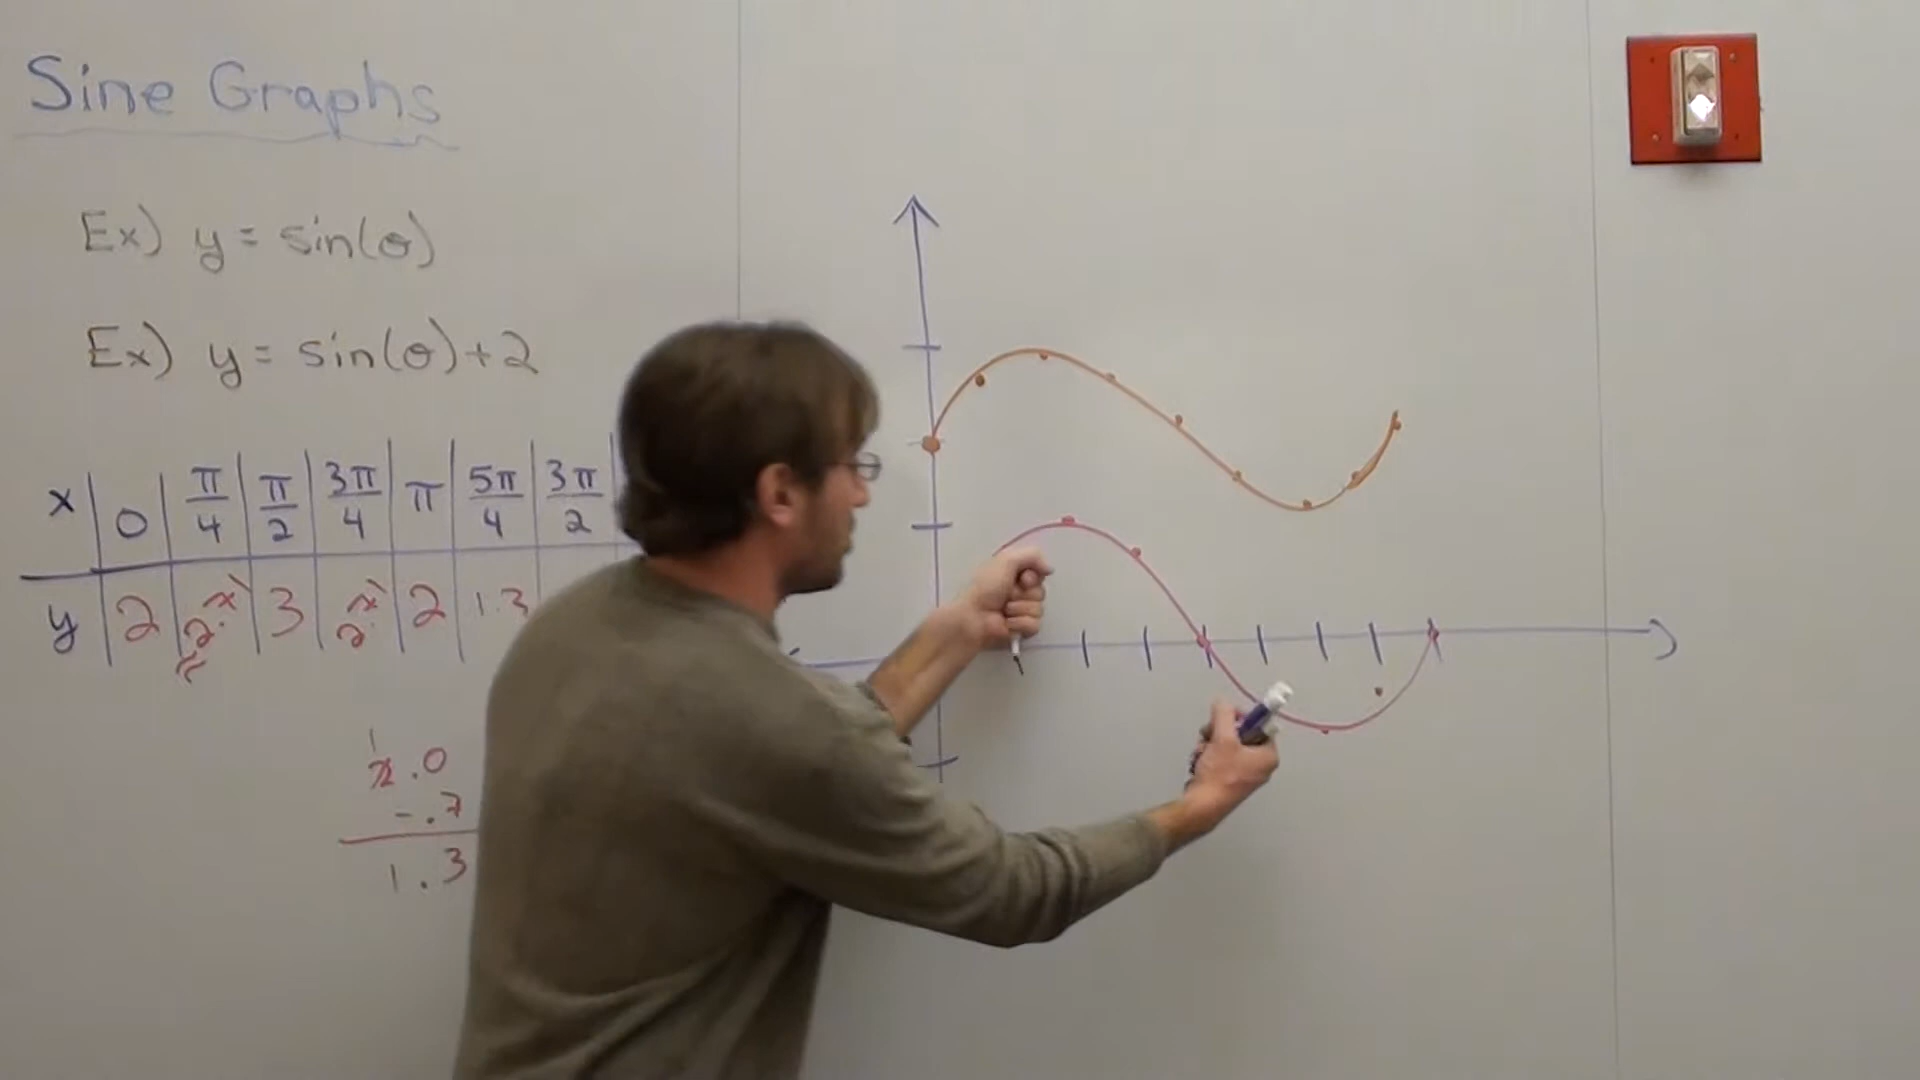 Sine Graphs
Ex) y = sin(θ)
Ex) y = sin(θ)+2
x 0 π/4 π/2 3π/4 π 5π/4 3π/2
y 2 2.7 3 2.7 2 1.3
1
2.0
-.7
1.3